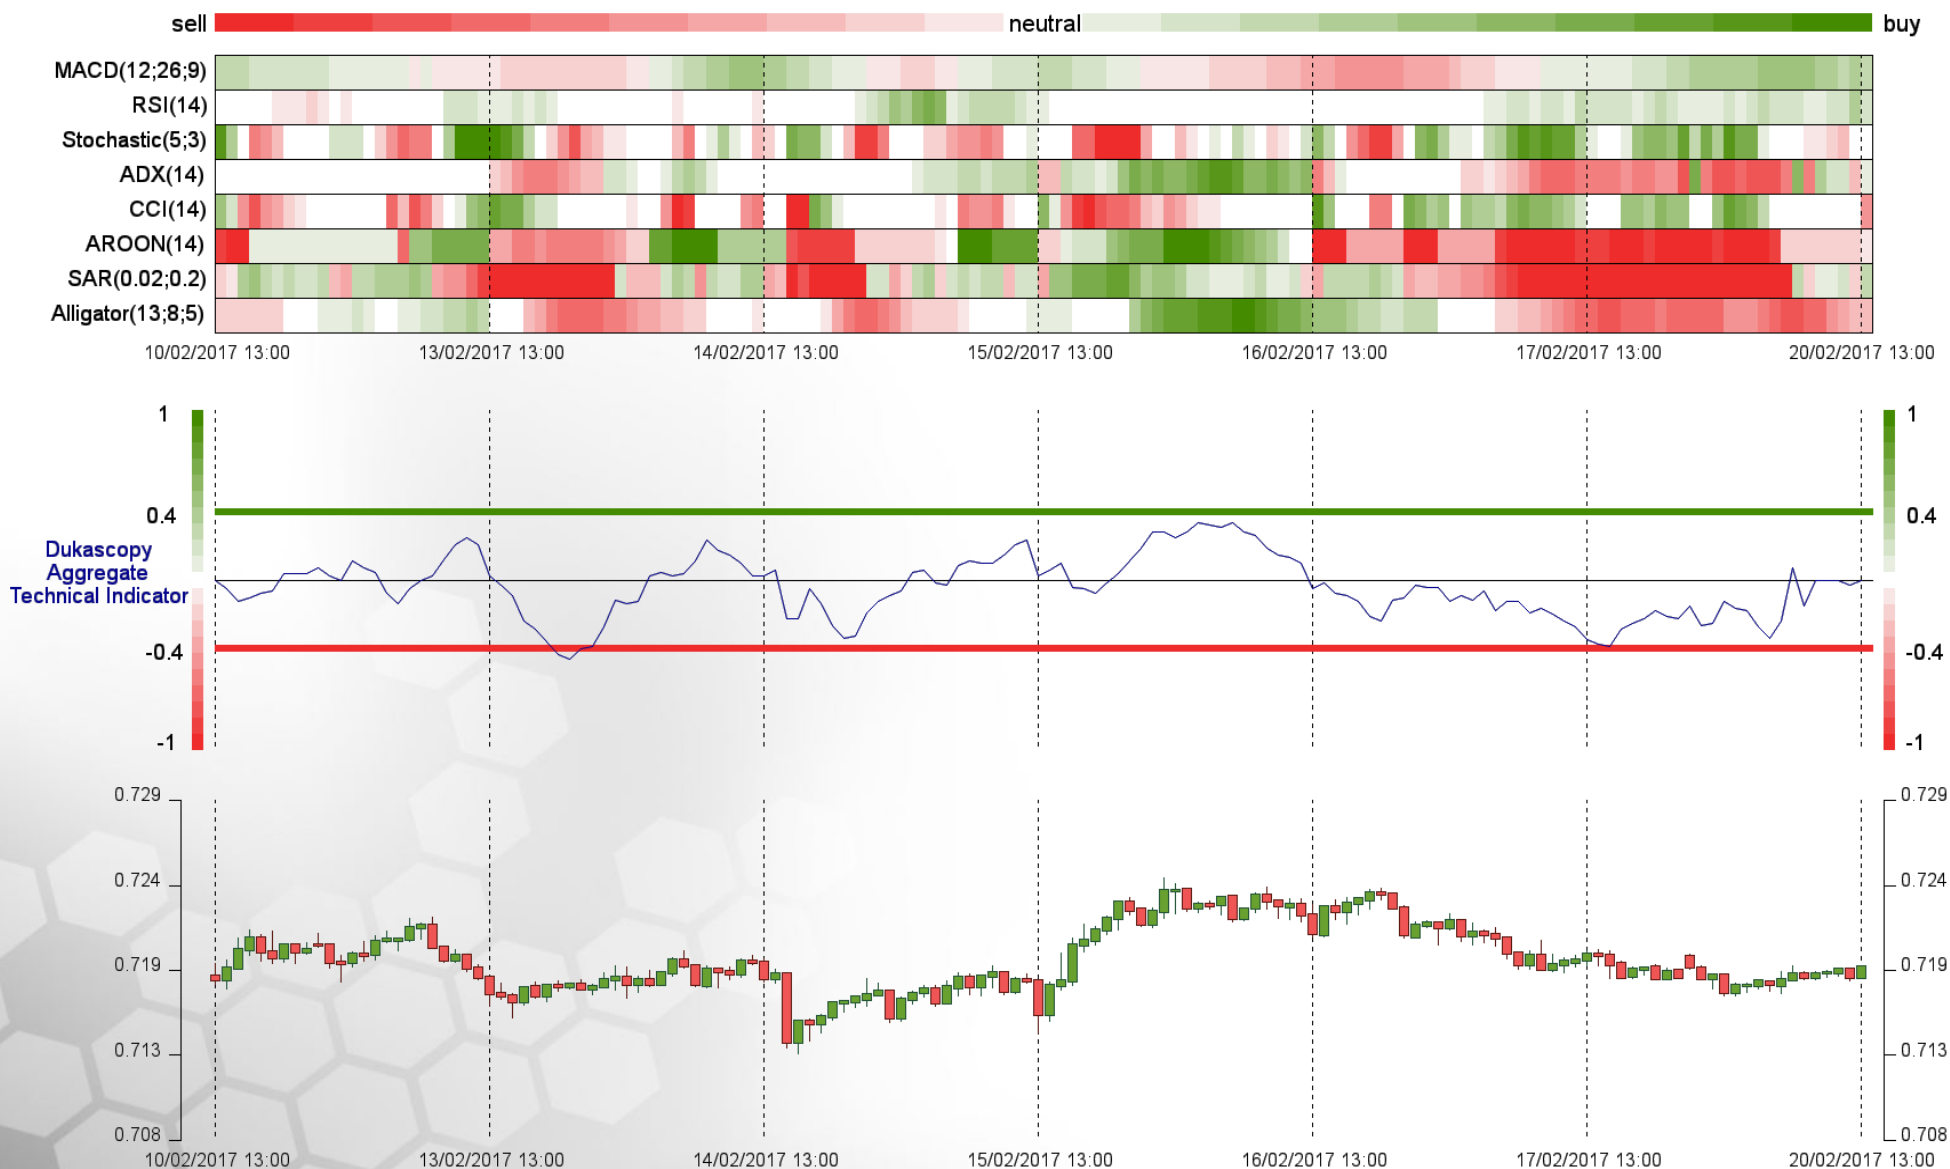 sell neutral buy
MACD(12;26;9)
RSI(14)
Stochastic(5;3)
ADX(14)
CCI(14)
AROON(14)
SAR(0.02;0.2)
Alligator(13;8;5)
10/02/2017 13:00 13/02/2017 13:00 14/02/2017 13:00 15/02/2017 13:00 16/02/2017 13:00 17/02/2017 13:00 20/02/2017 13:00
1 1
0.4 0.4
Dukascopy
Aggregate
Technical Indicator
-0.4 -0.4
-1 -1
0.729 0.729
0.724 0.724
0.719 0.719
0.713 0.713
0.708 0.708
10/02/2017 13:00 13/02/2017 13:00 14/02/2017 13:00 15/02/2017 13:00 16/02/2017 13:00 17/02/2017 13:00 20/02/2017 13:00